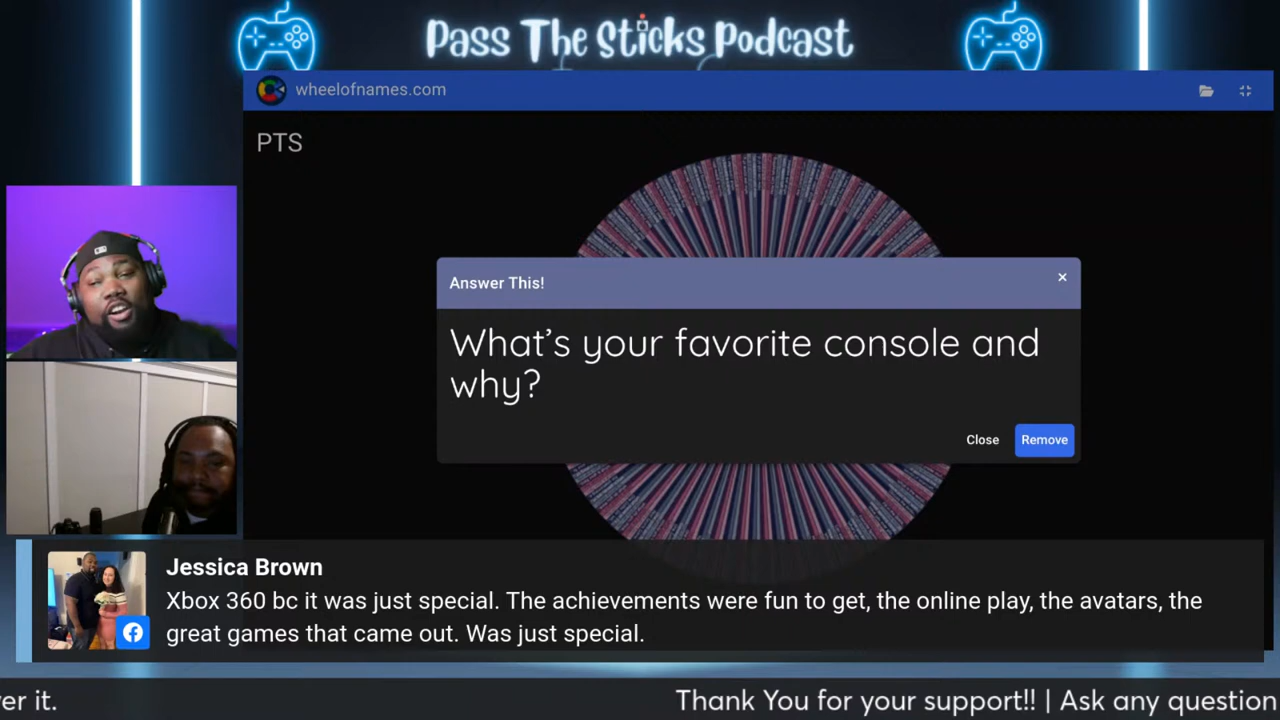 Pass The Sticks Podcast
wheelofnames.com
PTS
Answer This!
What's your favorite console and
why?
Close
Remove
Jessica Brown
Xbox 360 bc it was just special. The achievements were fun to get, the online play, the avatars, the
great games that came out. Was just special.
er it.
Thank You for your support!! | Ask any question